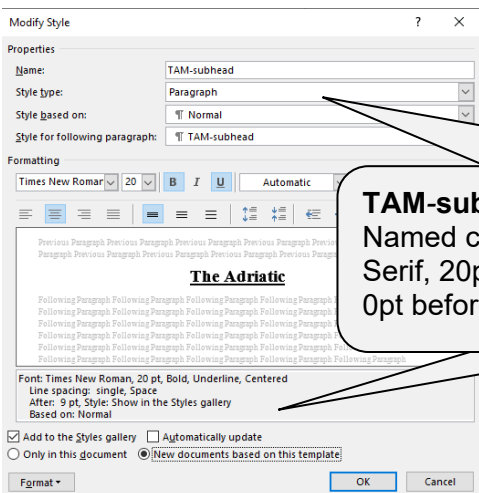 Modify Style ? ×
Properties
Name: TAM-subhead
Style type: Paragraph
Style based on: ¶ Normal
Style for following paragraph: ¶ TAM-subhead
Formatting
Times New Roman 20 B I U Automatic
Previous Paragraph Previous Paragraph Previous Paragraph Previous Paragraph
Paragraph Previous Paragraph Previous Paragraph Previous Paragraph
The Adriatic
Following Paragraph Following Paragraph Following Paragraph Following Paragraph
Following Paragraph Following Paragraph Following Paragraph Following Paragraph
Following Paragraph Following Paragraph Following Paragraph Following Paragraph
Following Paragraph Following Paragraph Following Paragraph Following Paragraph
Following Paragraph Following Paragraph Following Paragraph Following Paragraph Following Paragraph
TAM-sub
Named c
Serif, 20p
0pt befor
Font: Times New Roman, 20 pt, Bold, Underline, Centered
Line spacing: single, Space
After: 9 pt, Style: Show in the Styles gallery
Based on: Normal
Add to the Styles gallery Automatically update
Only in this document New documents based on this template
Format OK Cancel